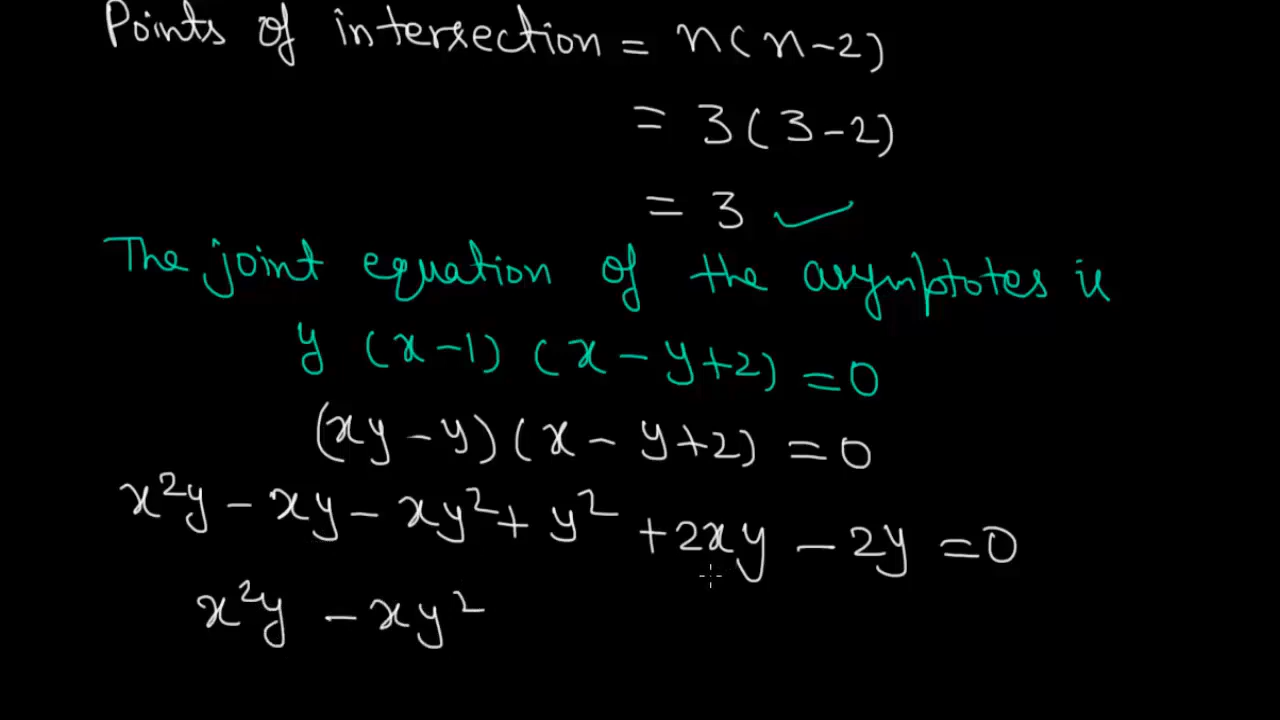 Points of intersection = n(n-2)
= 3(3-2)
= 3 ✓
The joint equation of the asymptotes is
y (x-1) (x-y+2) = 0
(xy-y)(x-y+2) = 0
x²y - xy - xy² + y² + 2xy - 2y = 0
x²y - xy²